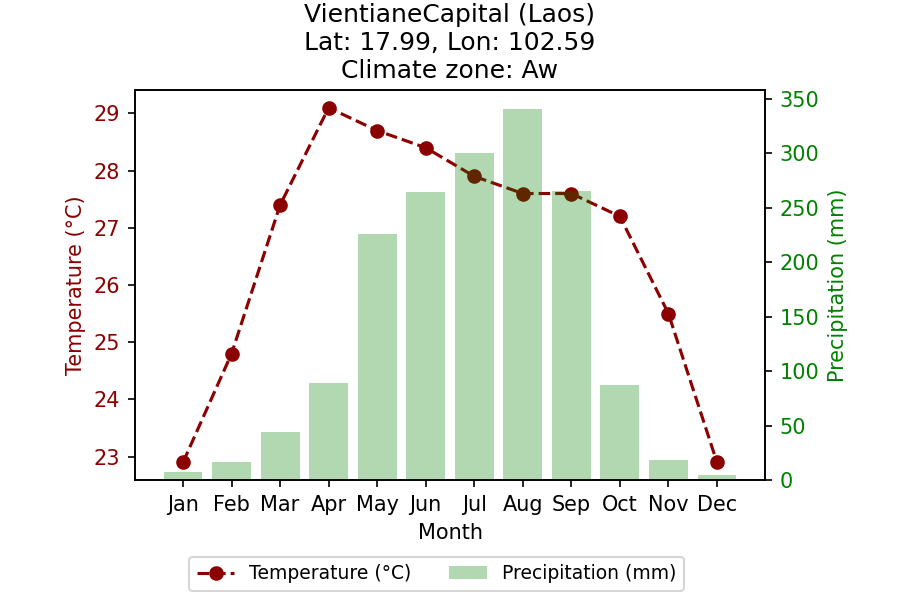 VientianeCapital (Laos)
Lat: 17.99, Lon: 102.59
Climate zone: Aw
29
28
27
26
25
24
23
Temperature (°C)
350
300
250
200
150
100
50
0
Precipitation (mm)
Jan Feb Mar Apr May Jun Jul Aug Sep Oct Nov Dec
Month
Temperature (°C) Precipitation (mm)